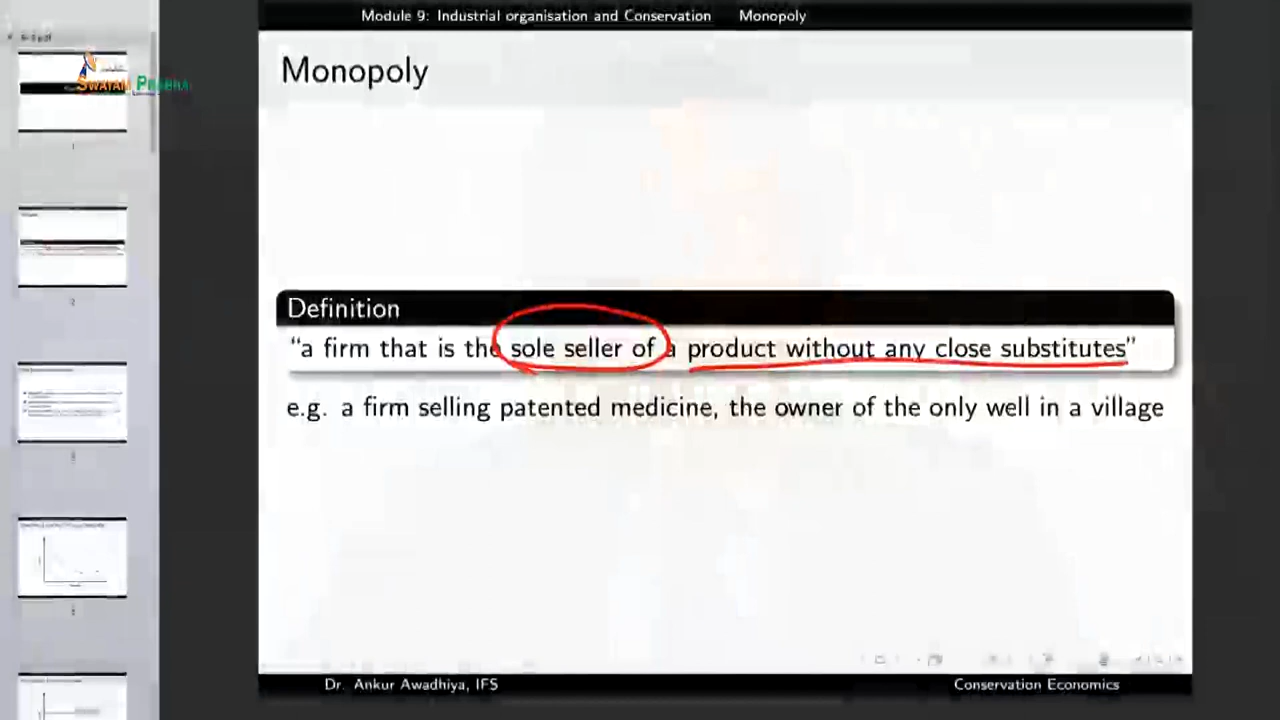 Module 9: Industrial organisation and Conservation Monopoly
SWAYAM PRABHA
Monopoly
Definition
“a firm that is the sole seller of a product without any close substitutes”
e.g. a firm selling patented medicine, the owner of the only well in a village
Dr. Ankur Awadhiya, IFS Conservation Economics